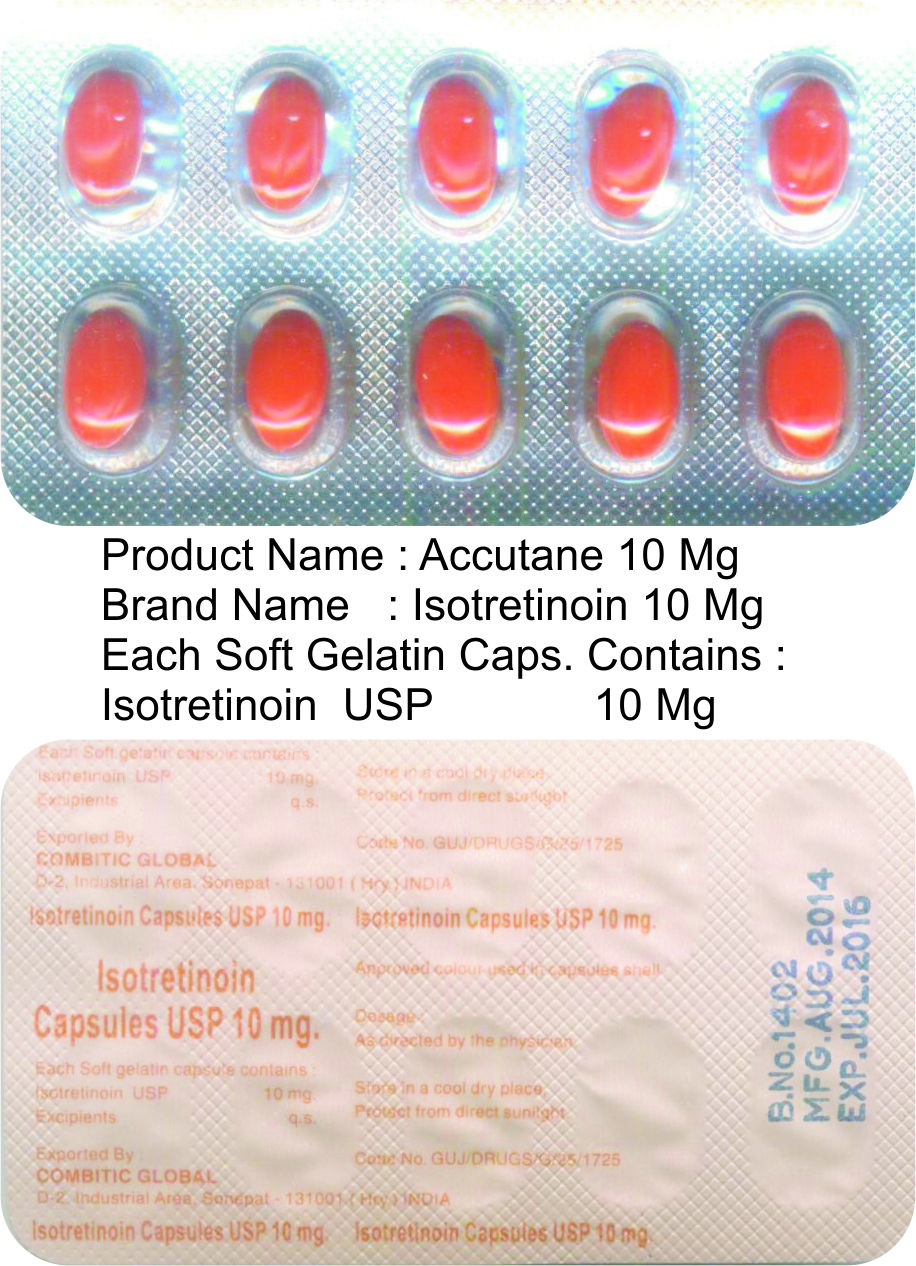 Product Name : Accutane 10 Mg
Brand Name : Isotretinoin 10 Mg
Each Soft Gelatin Caps. Contains :
Isotretinoin USP 10 Mg
Each Soft gelatin capsule contains
Isotretinoin USP 10 mg.
Excipients q.s.
Exported By :
COMBITIC GLOBAL
D-2, Industrial Area, Sonepat - 131001 ( Hry.) INDIA
Isotretinoin Capsules USP 10 mg.
Isotretinoin
Capsules USP 10 mg.
Each Soft gelatin capsule contains :
Isotretinoin USP 10 mg.
Excipients q.s.
Exported By :
COMBITIC GLOBAL
D-2, Industrial Area, Sonepat - 131001 ( Hry.) INDIA
Isotretinoin Capsules USP 10 mg.
Store in a cool dry place,
Protect from direct sunlight
Code No. GUJ/DRUGS/G/25/1725
Isotretinoin Capsules USP 10 mg.
Approved colour used in capsules shell
Dosage :
As directed by the physician.
Store in a cool dry place,
Protect from direct sunlight
Code No. GUJ/DRUGS/G/25/1725
Isotretinoin Capsules USP 10 mg.
B.No.1402
MFG.AUG.2014
EXP.JUL.2016